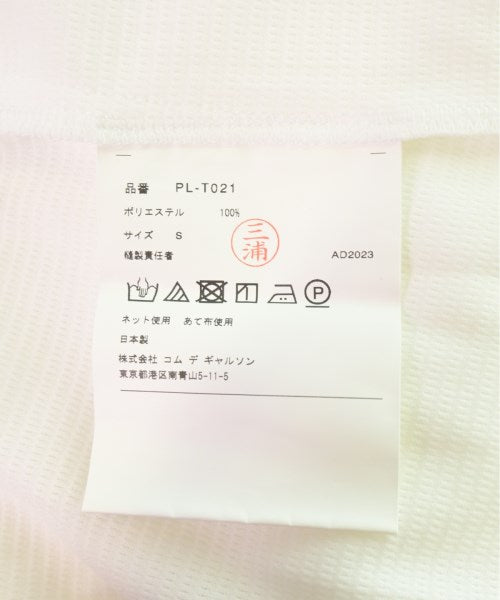 品番 PL-T021
ポリエステル 100%
サイズ S
三浦
縫製責任者 AD2023
P
ネット使用 あて布使用
日本製
株式会社 コム デ ギャルソン
東京都港区南青山5-11-5